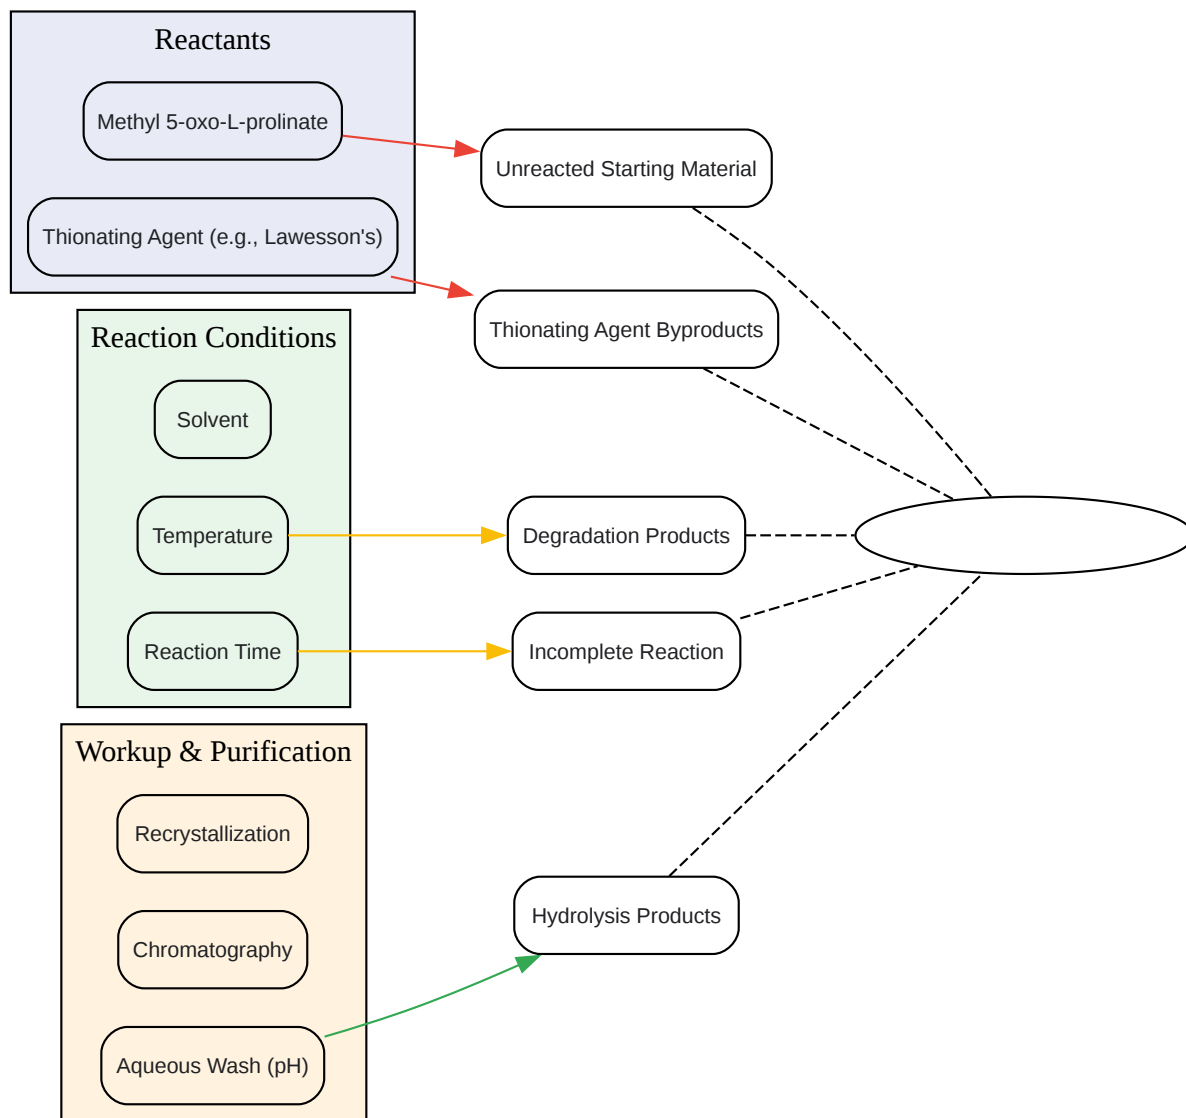 Reactants
Methyl 5-oxo-L-prolinate
Thionating Agent (e.g., Lawesson's)
Unreacted Starting Material
Thionating Agent Byproducts
Reaction Conditions
Solvent
Temperature
Reaction Time
Degradation Products
Incomplete Reaction
Workup & Purification
Recrystallization
Chromatography
Aqueous Wash (pH)
Hydrolysis Products